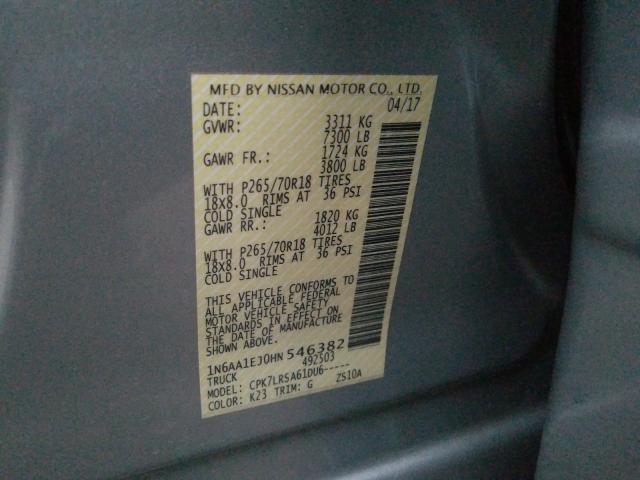 MFD BY NISSAN MOTOR CO., LTD.
DATE: 04/17
GVWR: 3311 KG
7300 LB
GAWR FR.: 1724 KG
3800 LB
WITH P265/70R18 TIRES
18x8.0 RIMS AT 36 PSI
COLD SINGLE
GAWR RR.: 1820 KG
4012 LB
WITH P265/70R18 TIRES
18x8.0 RIMS AT 36 PSI
COLD SINGLE
THIS VEHICLE CONFORMS TO
ALL APPLICABLE FEDERAL
MOTOR VEHICLE SAFETY
STANDARDS IN EFFECT ON
THE DATE OF MANUFACTURE
SHOWN ABOVE.
1N6AA1EJ0HN 546382
TRUCK 49ZS03
MODEL: CPK7LRSA61DU6-----
COLOR: K23 TRIM: G ZS10A